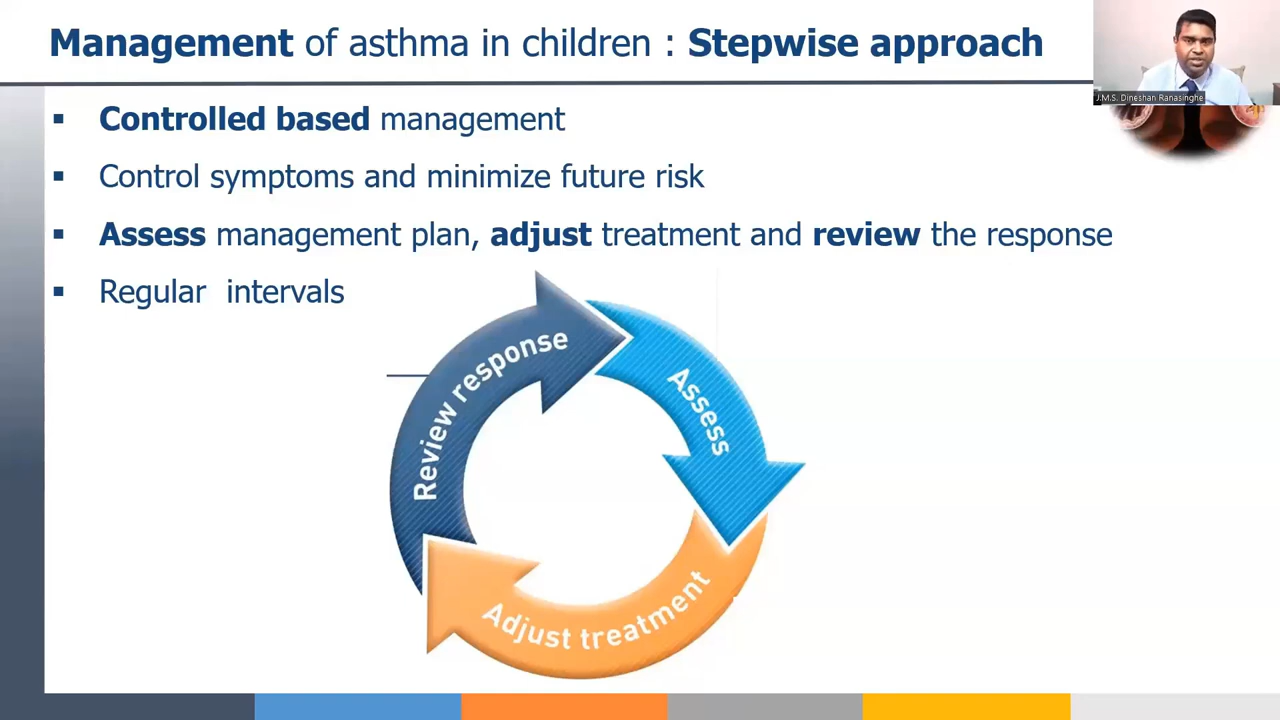 Management of asthma in children : Stepwise approach
J.M.S. Dineshan Ranasinghe
▪ Controlled based management
▪ Control symptoms and minimize future risk
▪ Assess management plan, adjust treatment and review the response
▪ Regular intervals
Review response
Assess
Adjust treatment